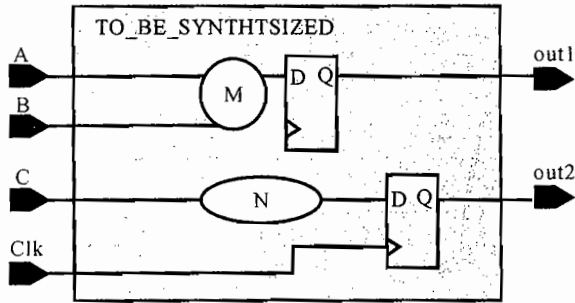 TO_BE_SYNTHTSIZED
A
out1
D Q
M
B
C
out2
N
D Q
Clk